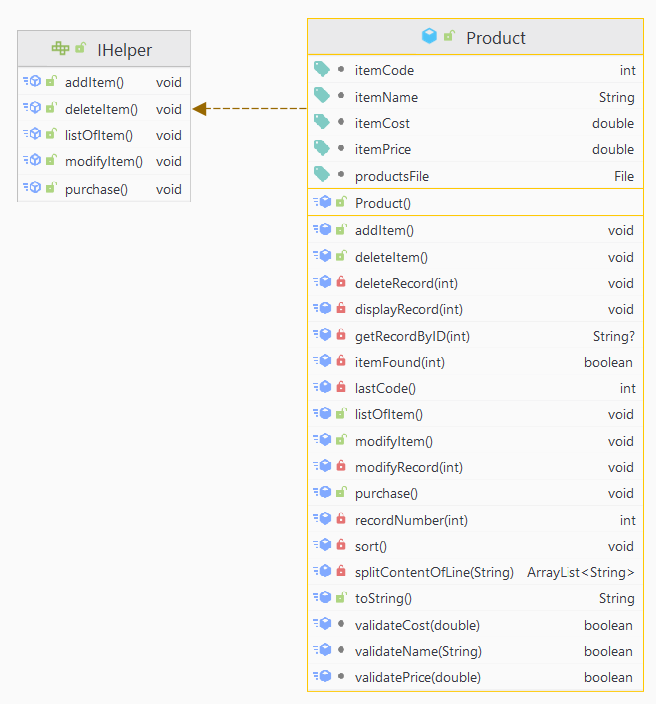 IHelper
addItem() void
deleteItem() void
listOfItem() void
modifyItem() void
purchase() void
Product
itemCode int
itemName String
itemCost double
itemPrice double
productsFile File
Product()
addItem() void
deleteItem() void
deleteRecord(int) void
displayRecord(int) void
getRecordByID(int) String?
itemFound(int) boolean
lastCode() int
listOfItem() void
modifyItem() void
modifyRecord(int) void
purchase() void
recordNumber(int) int
sort() void
splitContentOfLine(String) ArrayList<String>
toString() String
validateCost(double) boolean
validateName(String) boolean
validatePrice(double) boolean